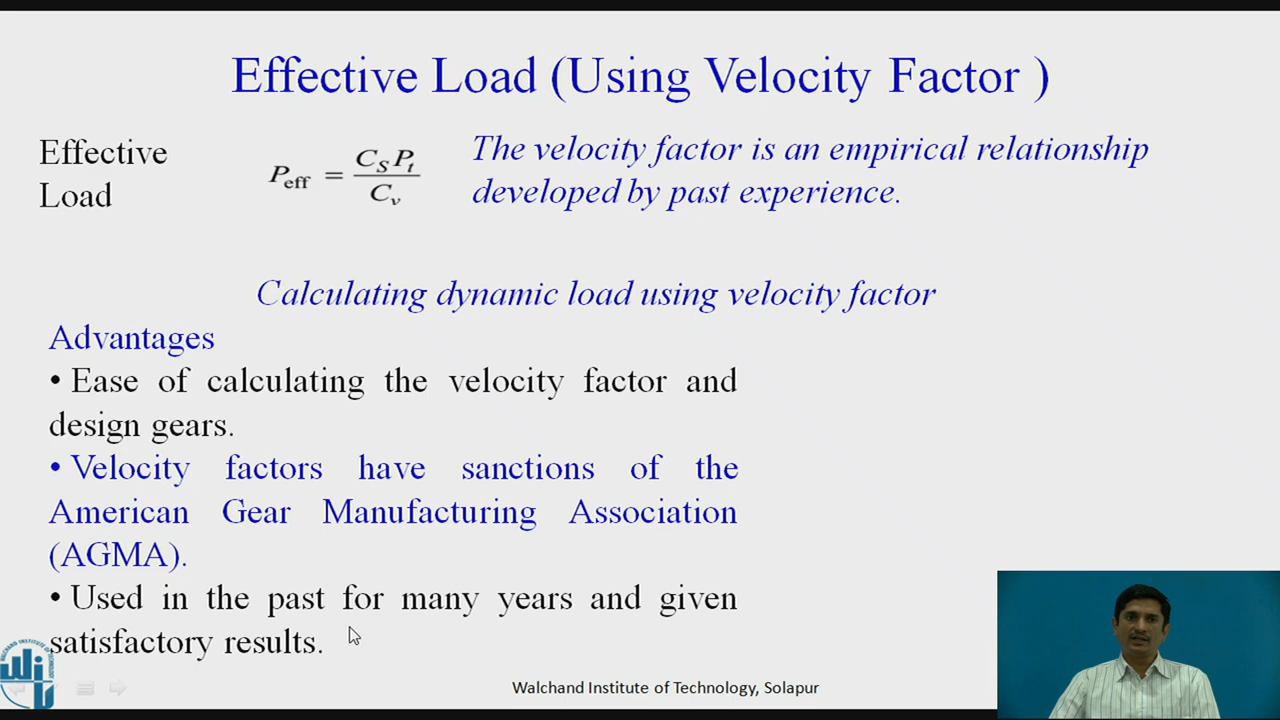 Effective Load (Using Velocity Factor )
Effective
Load
P_eff = C_S P_t / C_v
The velocity factor is an empirical relationship
developed by past experience.
Calculating dynamic load using velocity factor
Advantages
• Ease of calculating the velocity factor and
design gears.
• Velocity factors have sanctions of the
American Gear Manufacturing Association
(AGMA).
• Used in the past for many years and given
satisfactory results.
Walchand Institute of Technology, Solapur